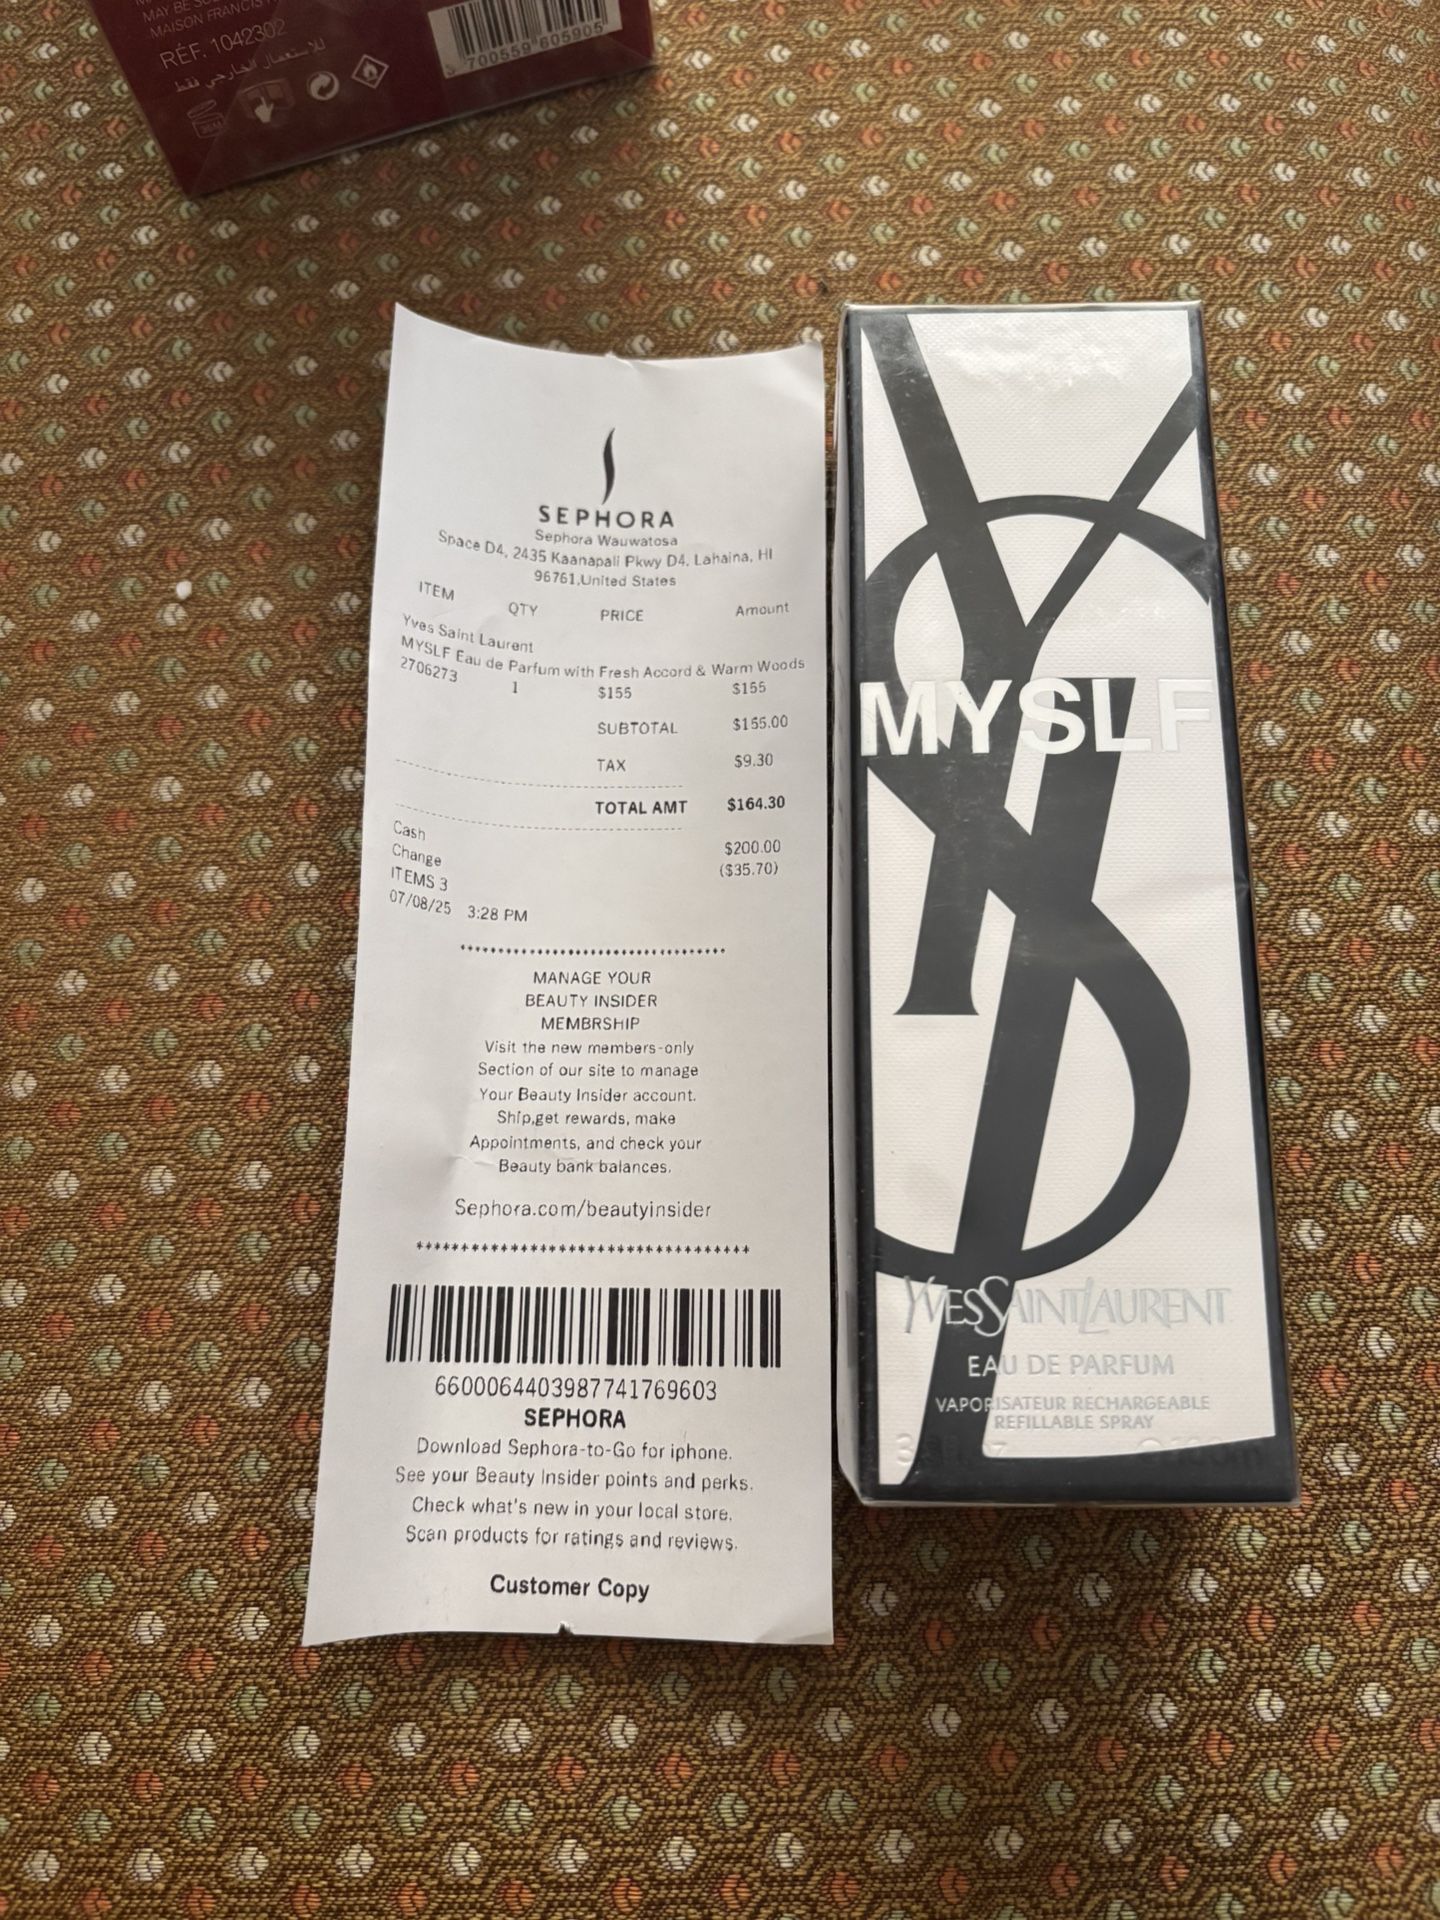 MAISON FRANCIS
RÉF. 1042302
للاستعمال الخارجي فقط
3 700559 605905
36M
SEPHORA
Sephora Wauwatosa
Space D4, 2435 Kaanapali Pkwy D4, Lahaina, HI
96761,United States
ITEM QTY PRICE Amount
Yves Saint Laurent
MYSLF Eau de Parfum with Fresh Accord & Warm Woods
2706273 1 $155 $155
SUBTOTAL $155.00
TAX $9.30
TOTAL AMT $164.30
Cash $200.00
Change ($35.70)
ITEMS 3
07/08/25 3:28 PM
***********************************
MANAGE YOUR
BEAUTY INSIDER
MEMBRSHIP
Visit the new members-only
Section of our site to manage
Your Beauty Insider account.
Ship,get rewards, make
Appointments, and check your
Beauty bank balances.
Sephora.com/beautyinsider
***********************************
6600064403987741769603
SEPHORA
Download Sephora-to-Go for iphone.
See your Beauty Insider points and perks.
Check what's new in your local store.
Scan products for ratings and reviews.
Customer Copy
MYSLF
YVES SAINT LAURENT
EAU DE PARFUM
VAPORISATEUR RECHARGEABLE
REFILLABLE SPRAY